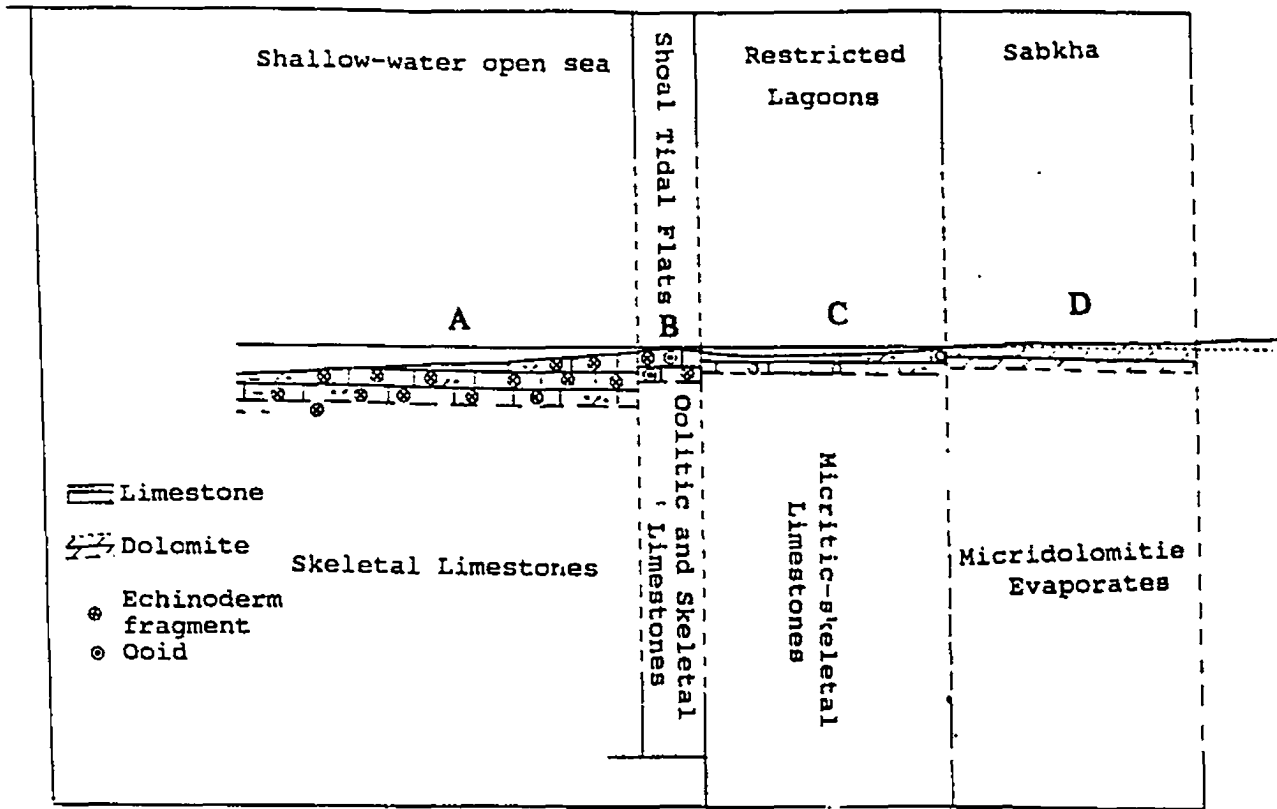 Shallow-water open sea
Shoal Tidal Flats
Restricted
Lagoons
Sabkha
A
B
C
D
Limestone
Dolomite
Echinoderm
fragment
Ooid
Skeletal Limestones
Oolitic and Skeletal
Limestones
Micritic-skeletal
Limestones
Micridolomitie
Evaporates